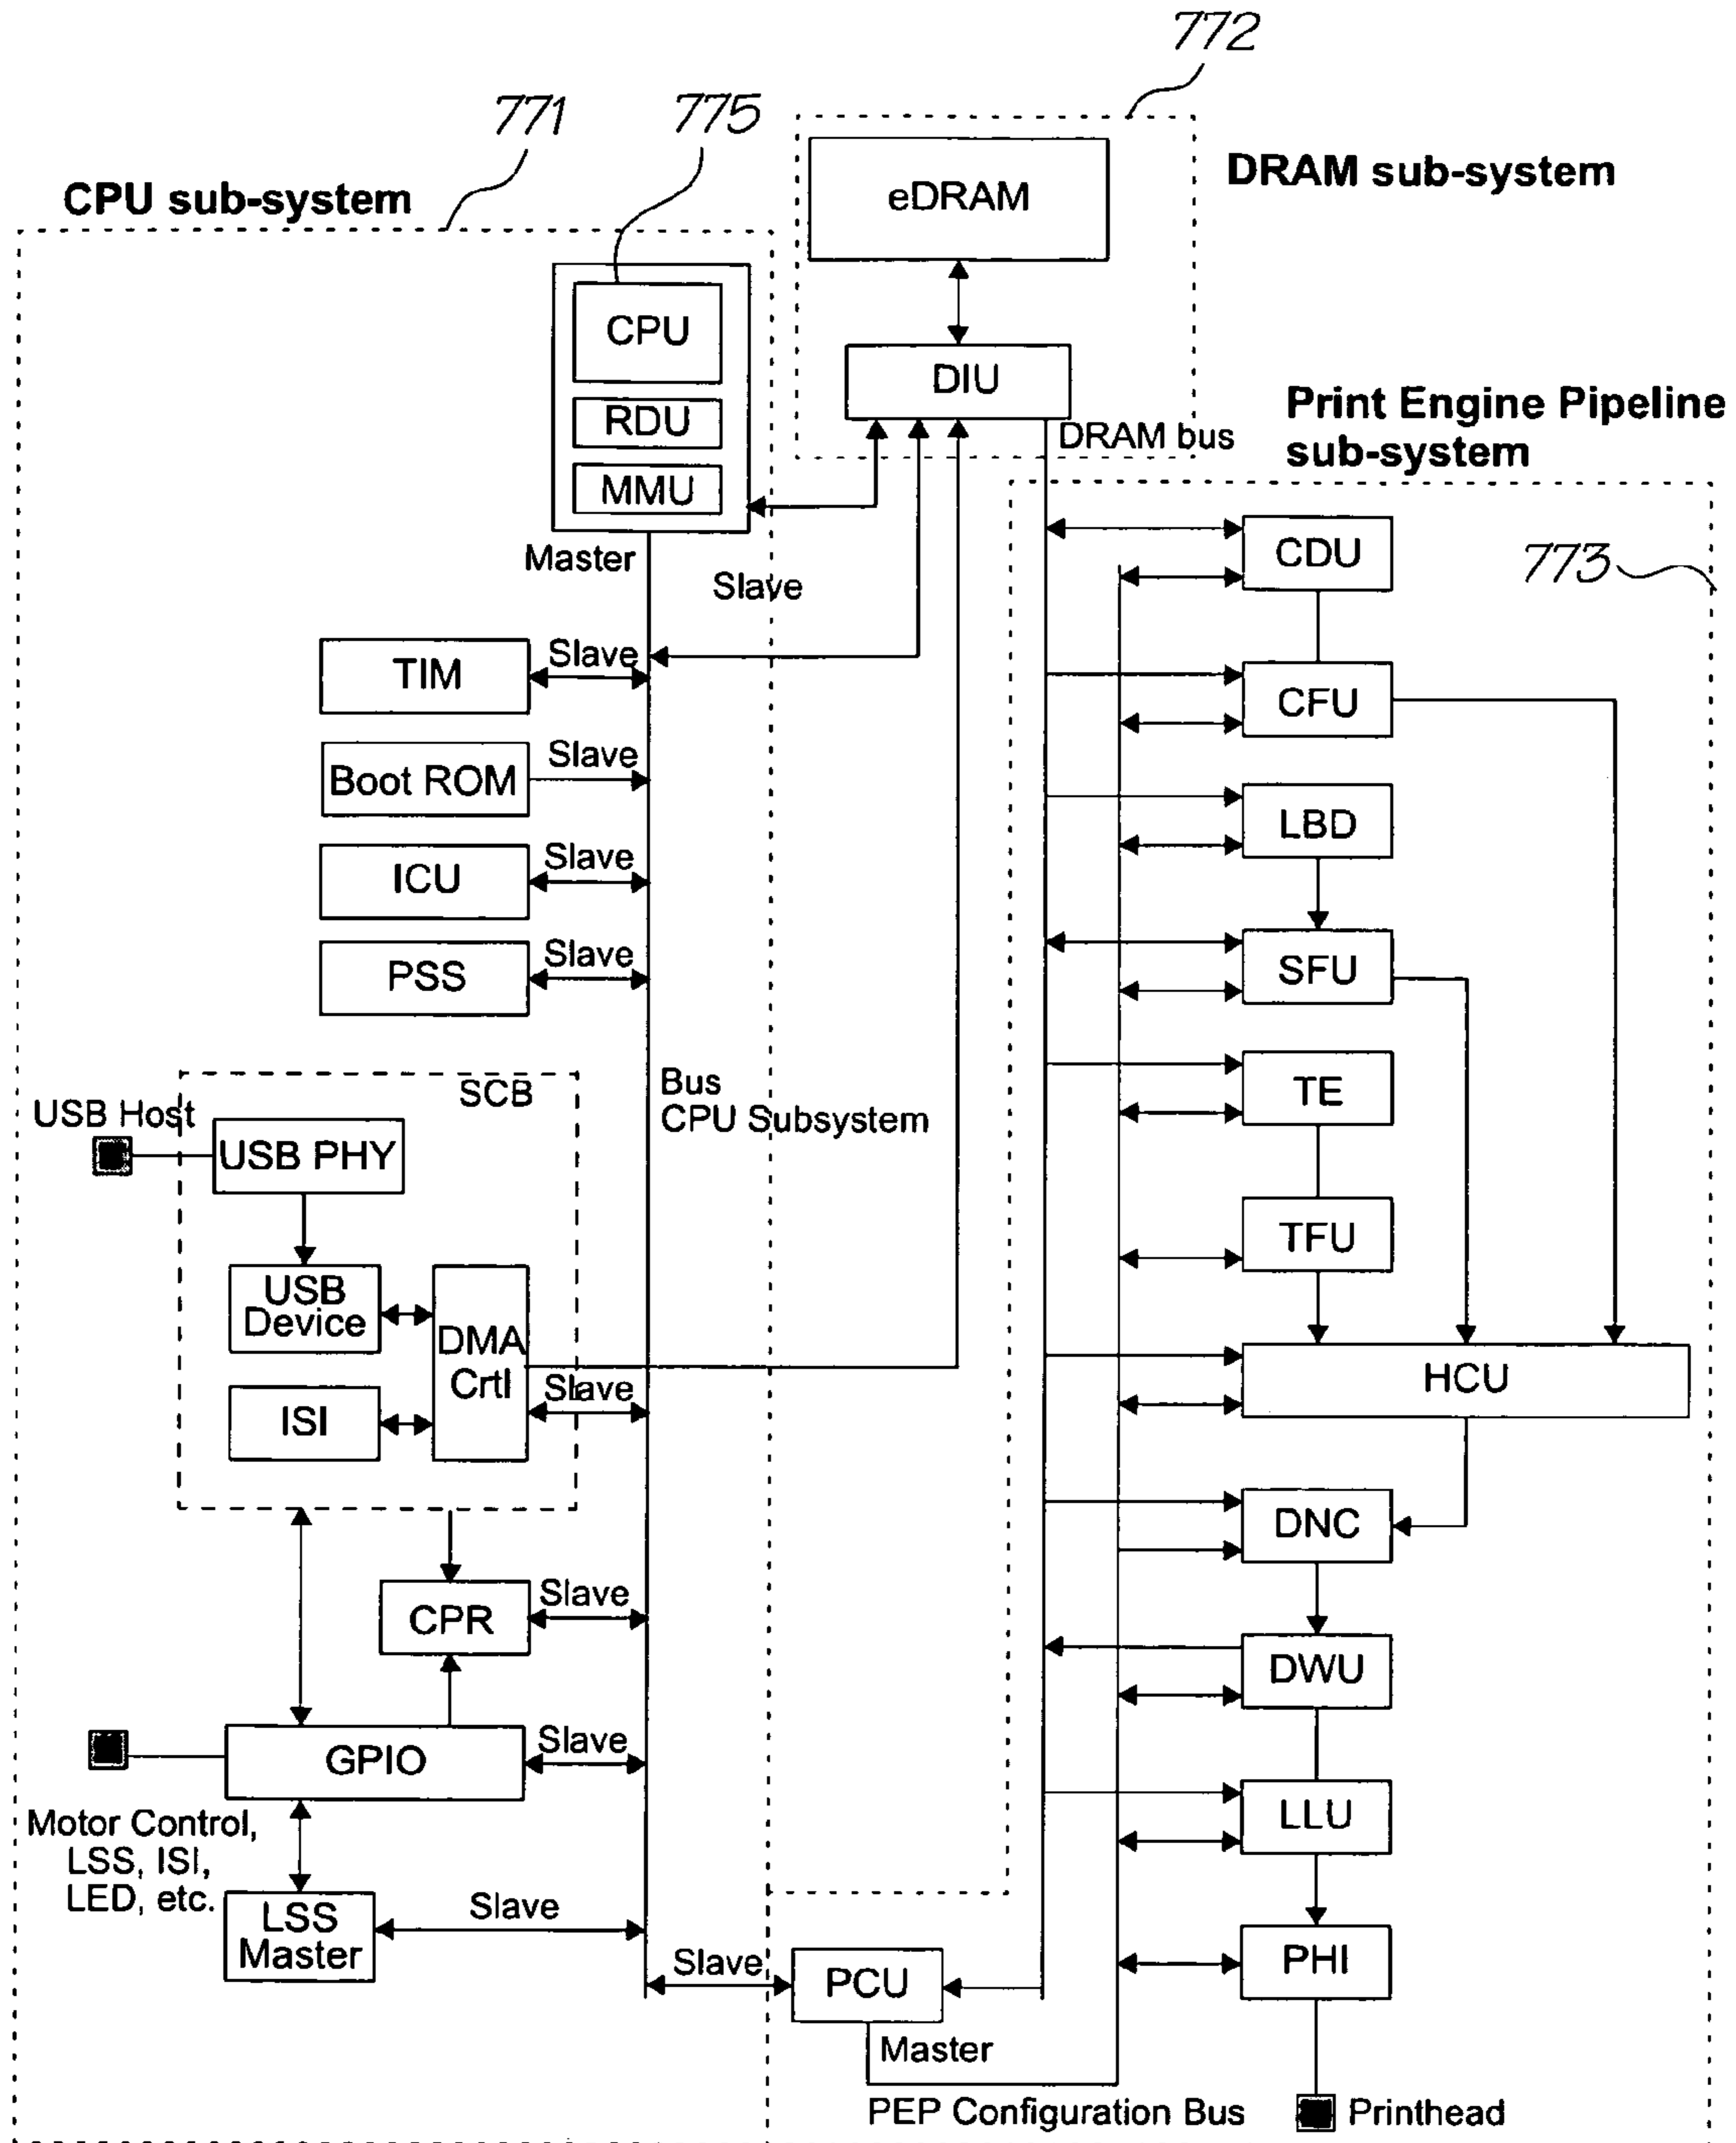 772
771
775
CPU sub-system
DRAM sub-system
eDRAM
CPU
RDU
MMU
DIU
DRAM bus
Print Engine Pipeline
sub-system
Master
Slave
773
CDU
TIM
Slave
CFU
Boot ROM
Slave
LBD
ICU
Slave
PSS
Slave
SFU
SCB
Bus
CPU Subsystem
TE
USB Host
USB PHY
TFU
USB
Device
DMA
Crtl
Slave
ISI
HCU
DNC
CPR
Slave
DWU
GPIO
Slave
Motor Control,
LSS, ISI,
LED, etc.
LLU
LSS
Master
Slave
Slave
PCU
PHI
Master
PEP Configuration Bus
Printhead